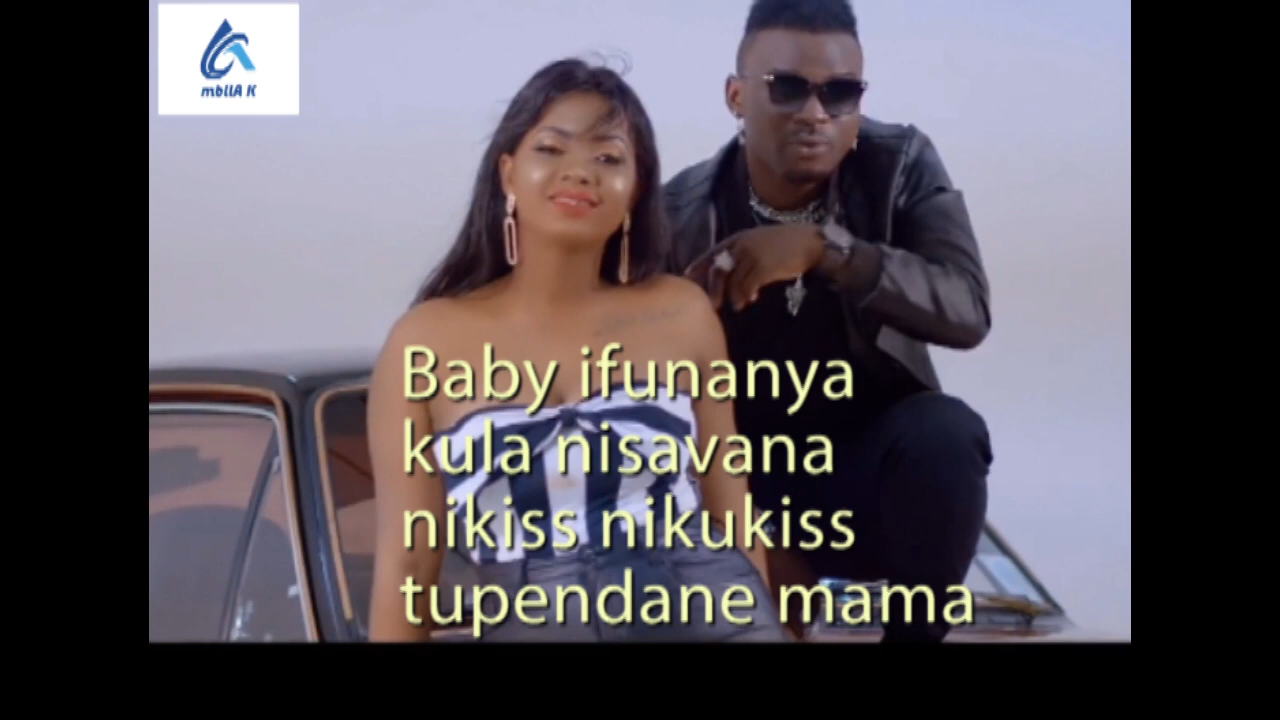 mbllA K
Baby ifunanya
kula nisavana
nikiss nikukiss
tupendane mama